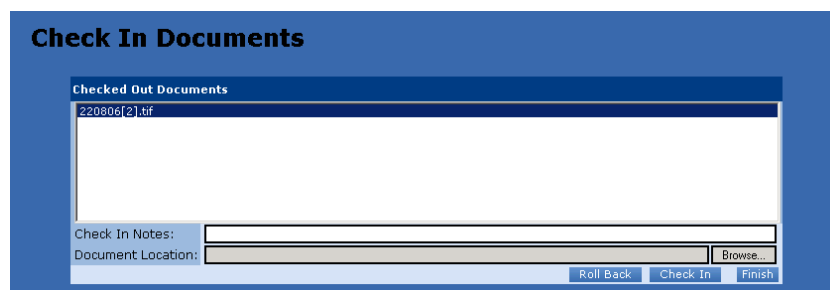 Check In Documents
Checked Out Documents
220806[2].tif
Check In Notes:
Document Location: Browse...
Roll Back Check In Finish